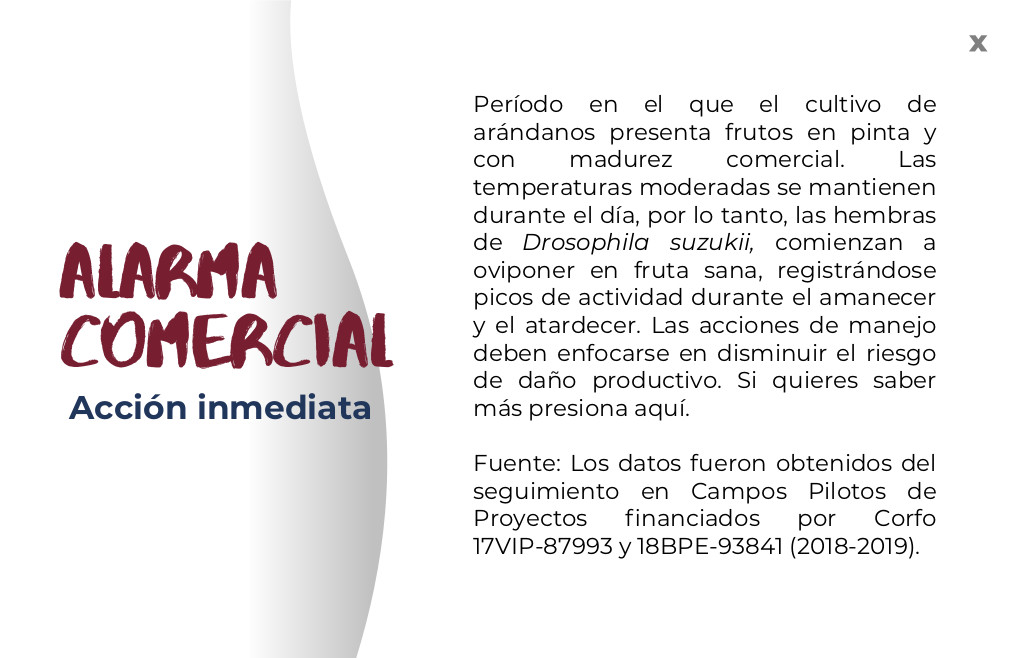 x
ALARMA
COMERCIAL
Acción inmediata
Período en el que el cultivo de
arándanos presenta frutos en pinta y
con madurez comercial. Las
temperaturas moderadas se mantienen
durante el día, por lo tanto, las hembras
de Drosophila suzukii, comienzan a
oviponer en fruta sana, registrándose
picos de actividad durante el amanecer
y el atardecer. Las acciones de manejo
deben enfocarse en disminuir el riesgo
de daño productivo. Si quieres saber
más presiona aquí.
Fuente: Los datos fueron obtenidos del
seguimiento en Campos Pilotos de
Proyectos financiados por Corfo
17VIP-87993 y 18BPE-93841 (2018-2019).